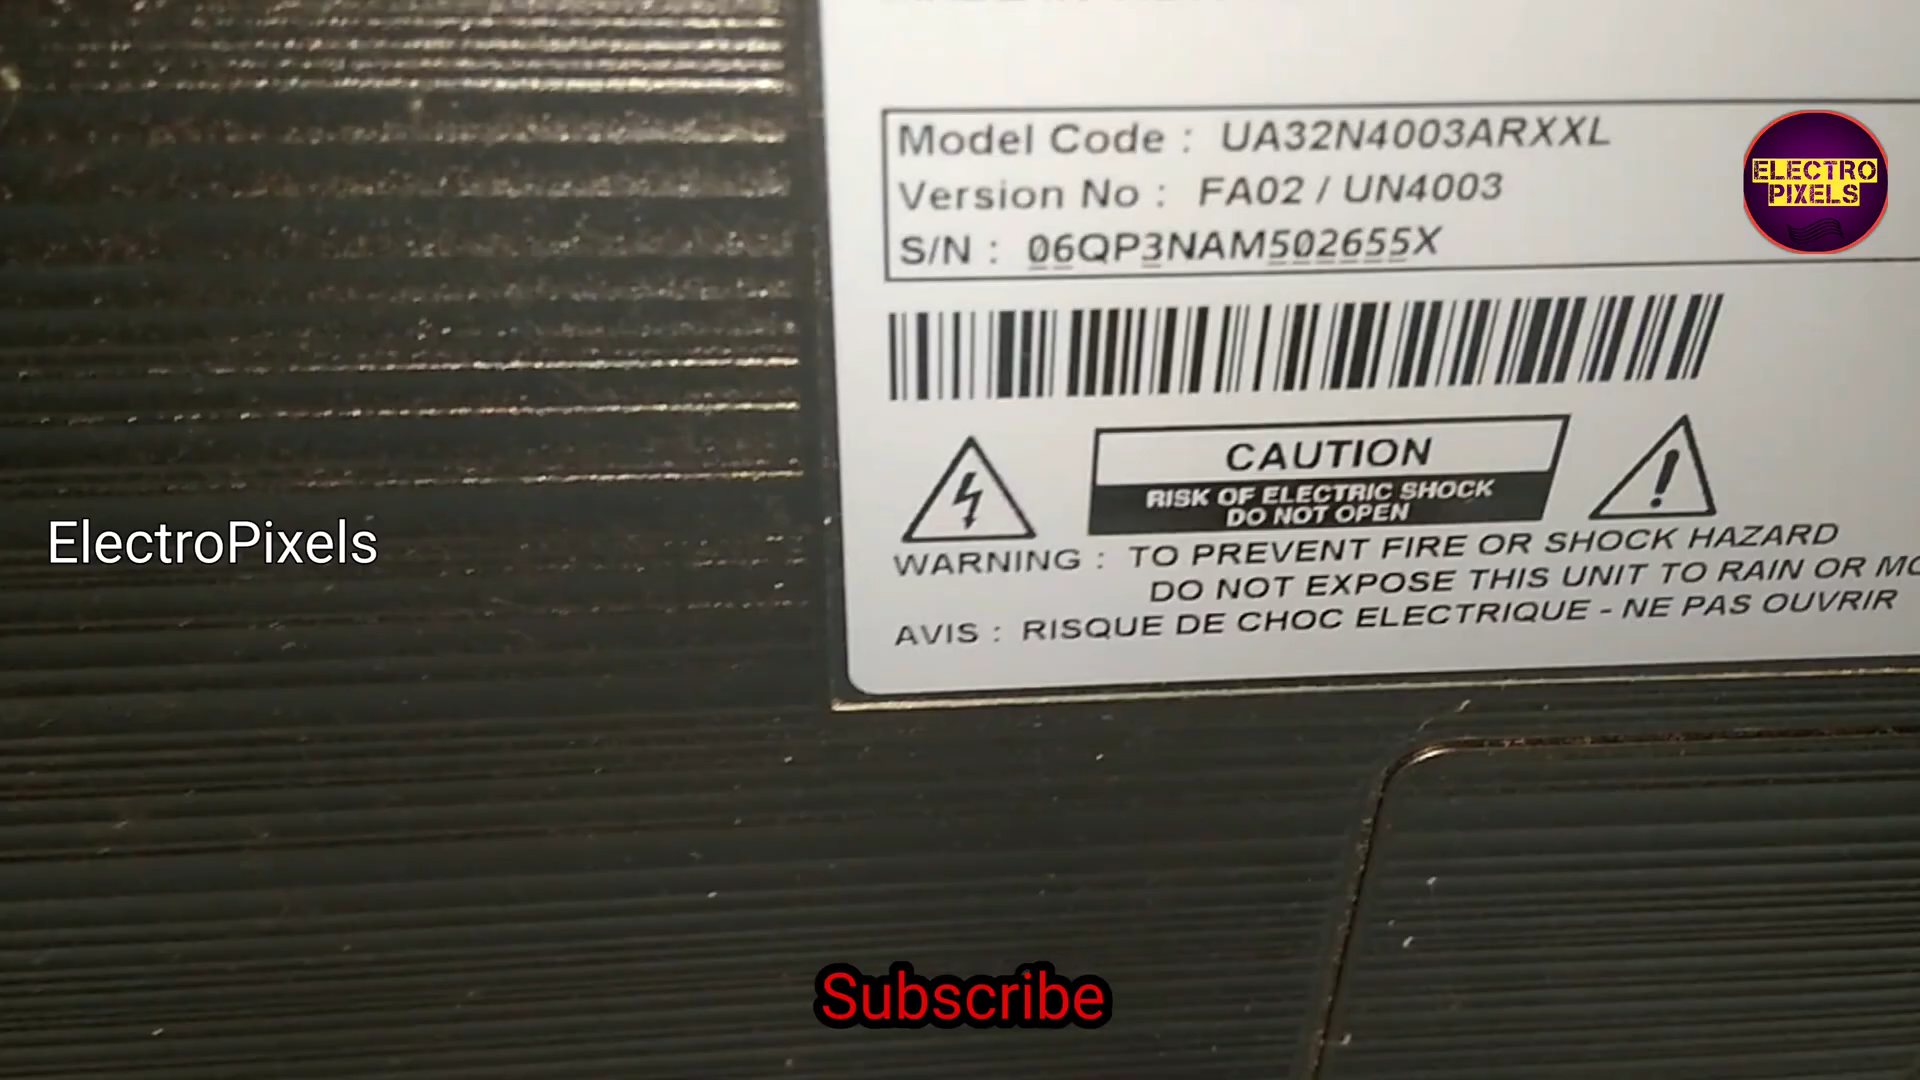 Model Code : UA32N4003ARXXL
Version No : FA02 / UN4003
S/N : 06QP3NAM502655X
ELECTRO
PIXELS
CAUTION
RISK OF ELECTRIC SHOCK
DO NOT OPEN
WARNING : TO PREVENT FIRE OR SHOCK HAZARD
DO NOT EXPOSE THIS UNIT TO RAIN OR
AVIS : RISQUE DE CHOC ELECTRIQUE - NE PAS OUVRIR
ElectroPixels
Subscribe